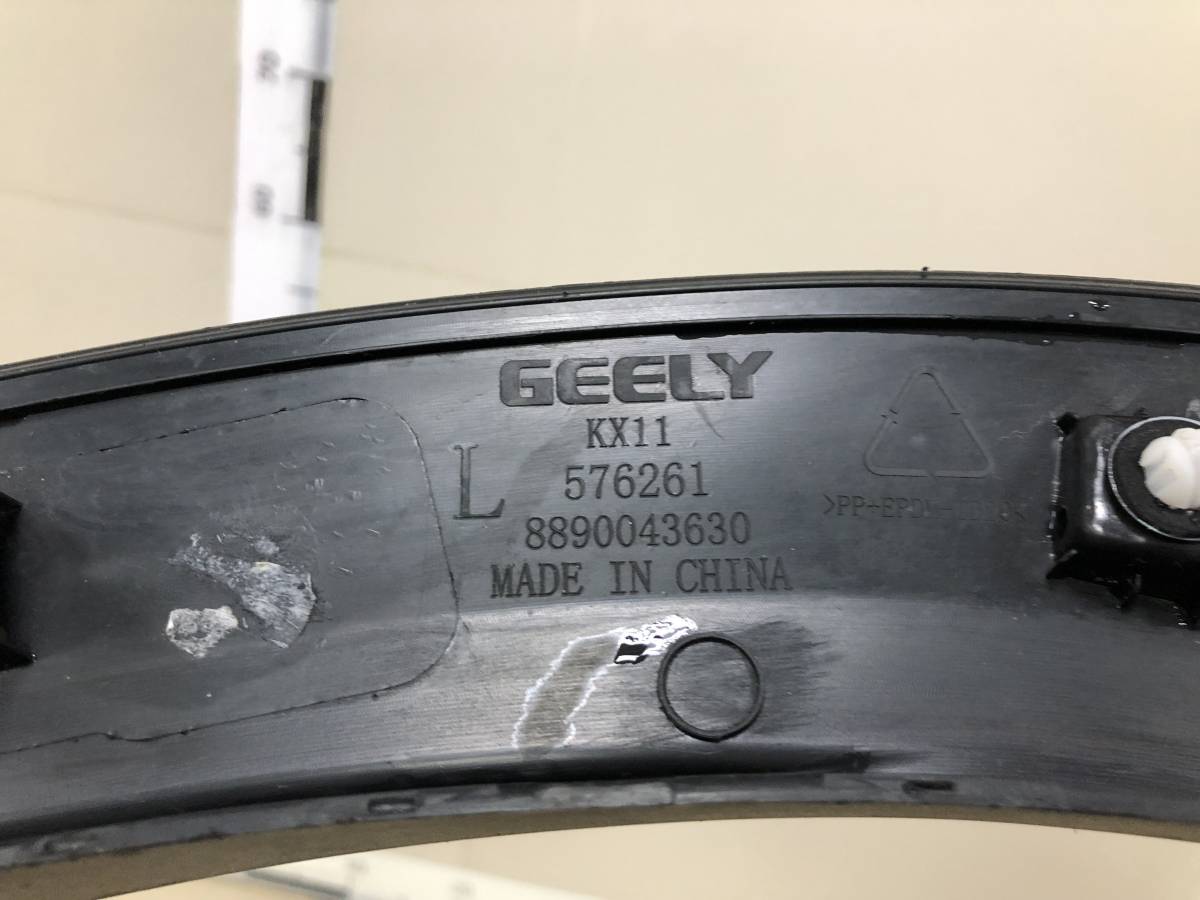 GEELY
KX11
L
576261
8890043630
MADE IN CHINA